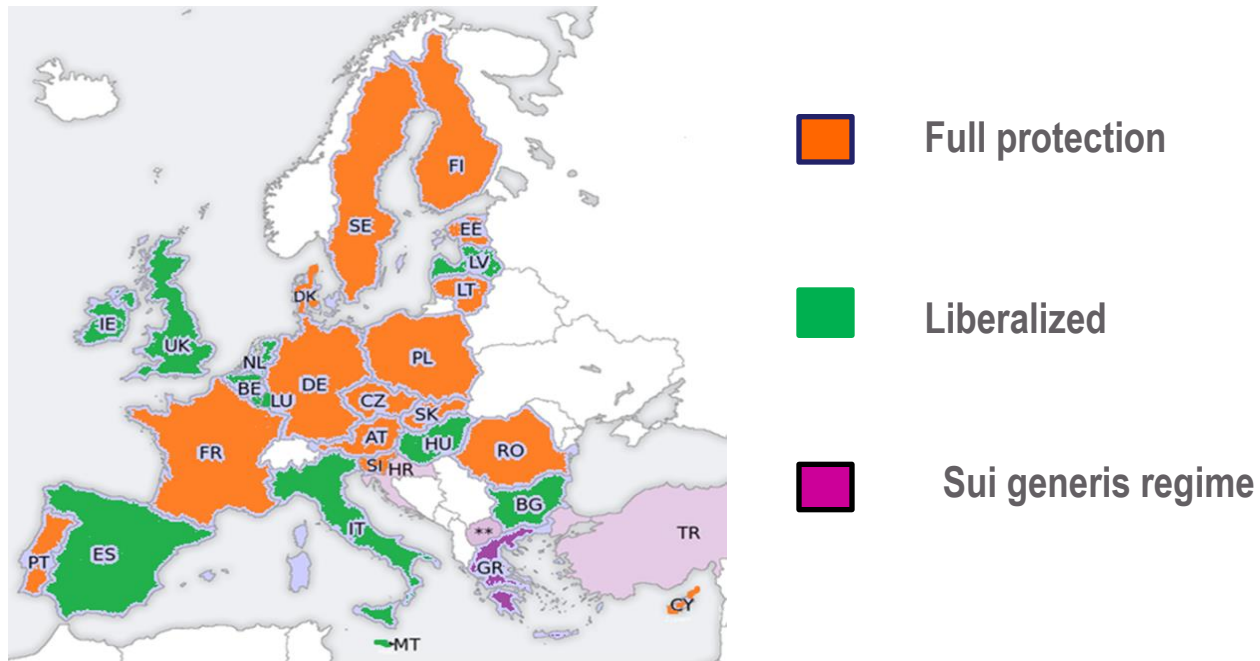 FI
SE
EE
LV
LT
DK
IE
UK
NL
BE
LU
DE
PL
CZ
SK
FR
AT
HU
RO
SI
HR
BG
IT
**
TR
PT
ES
GR
CY
MT
Full protection
Liberalized
Sui generis regime